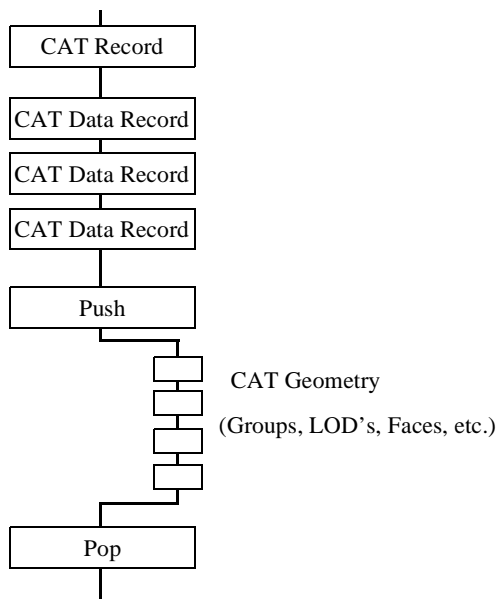 CAT Record
CAT Data Record
CAT Data Record
CAT Data Record
Push
CAT Geometry
(Groups, LOD’s, Faces, etc.)
Pop